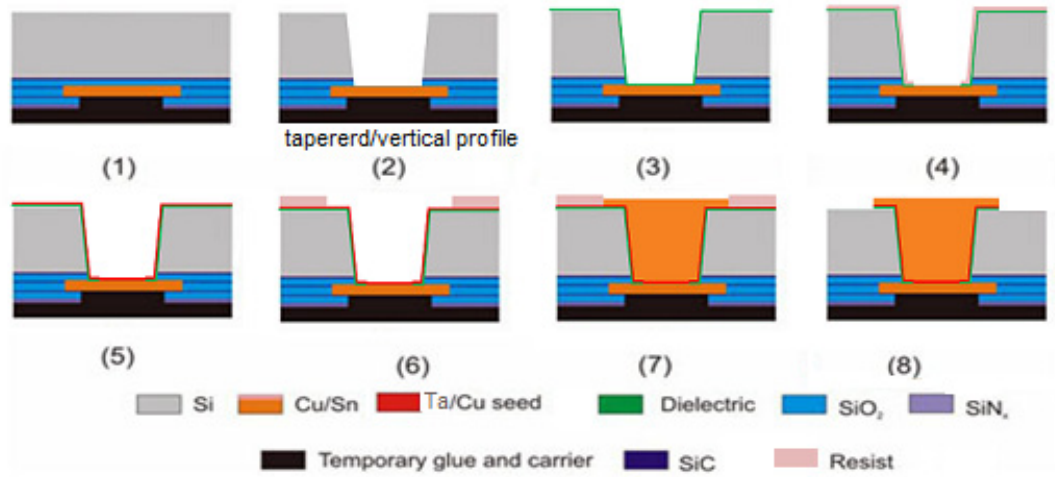 tapererd/vertical profile
(1) (2) (3) (4)
(5) (6) (7) (8)
Si Cu/Sn Ta/Cu seed Dielectric SiO₂ SiNₓ
Temporary glue and carrier SiC Resist